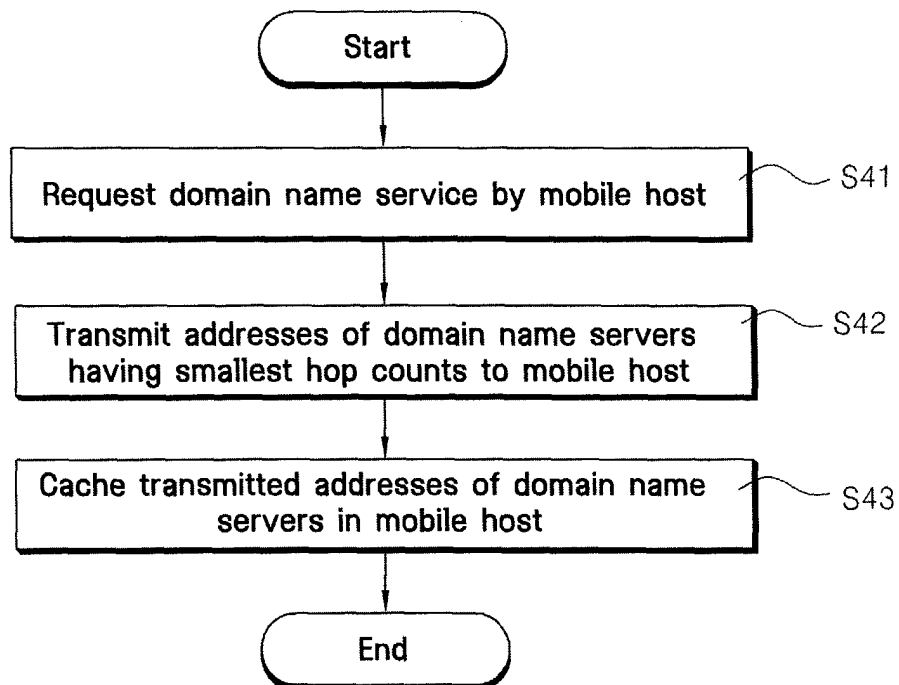 Start
Request domain name service by mobile host
S41
Transmit addresses of domain name servers
having smallest hop counts to mobile host
S42
Cache transmitted addresses of domain name
servers in mobile host
S43
End